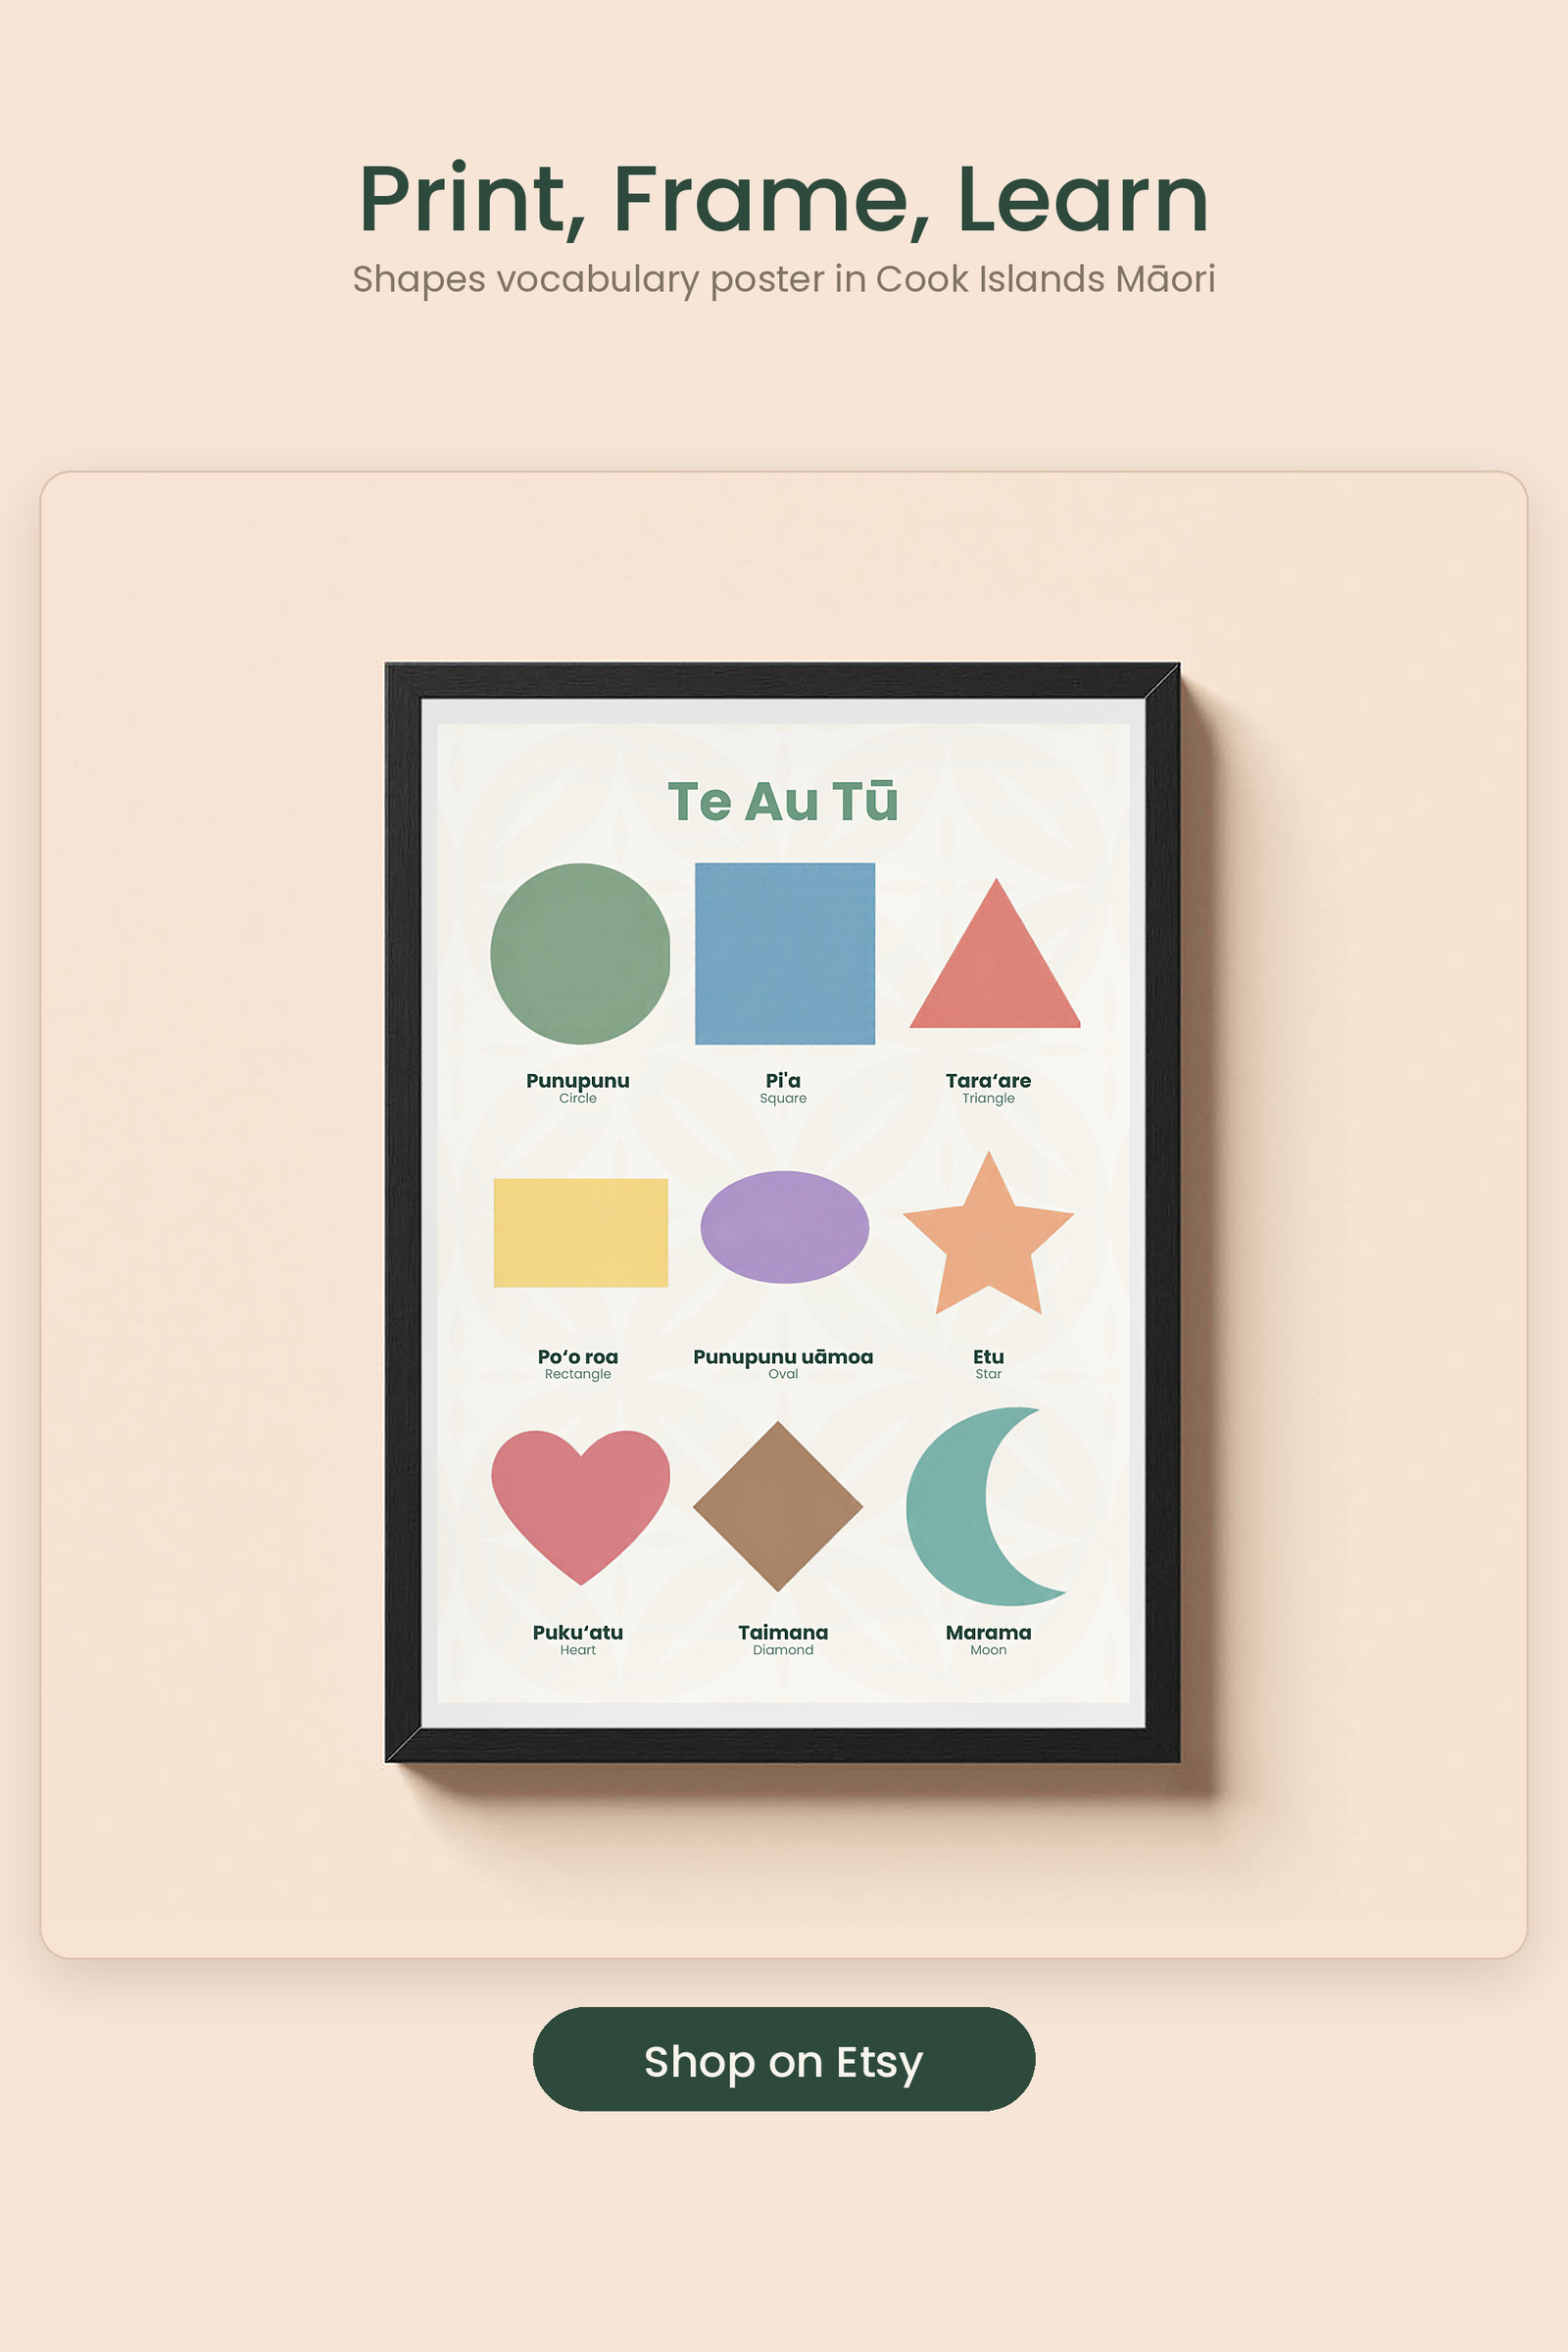 Print, Frame, Learn
Shapes vocabulary poster in Cook Islands Māori
Te Au Tū
Punupunu
Circle
Pi'a
Square
Tara‘are
Triangle
Po‘o roa
Rectangle
Punupunu uāmoa
Oval
Etu
Star
Puku‘atu
Heart
Taimana
Diamond
Marama
Moon
Shop on Etsy